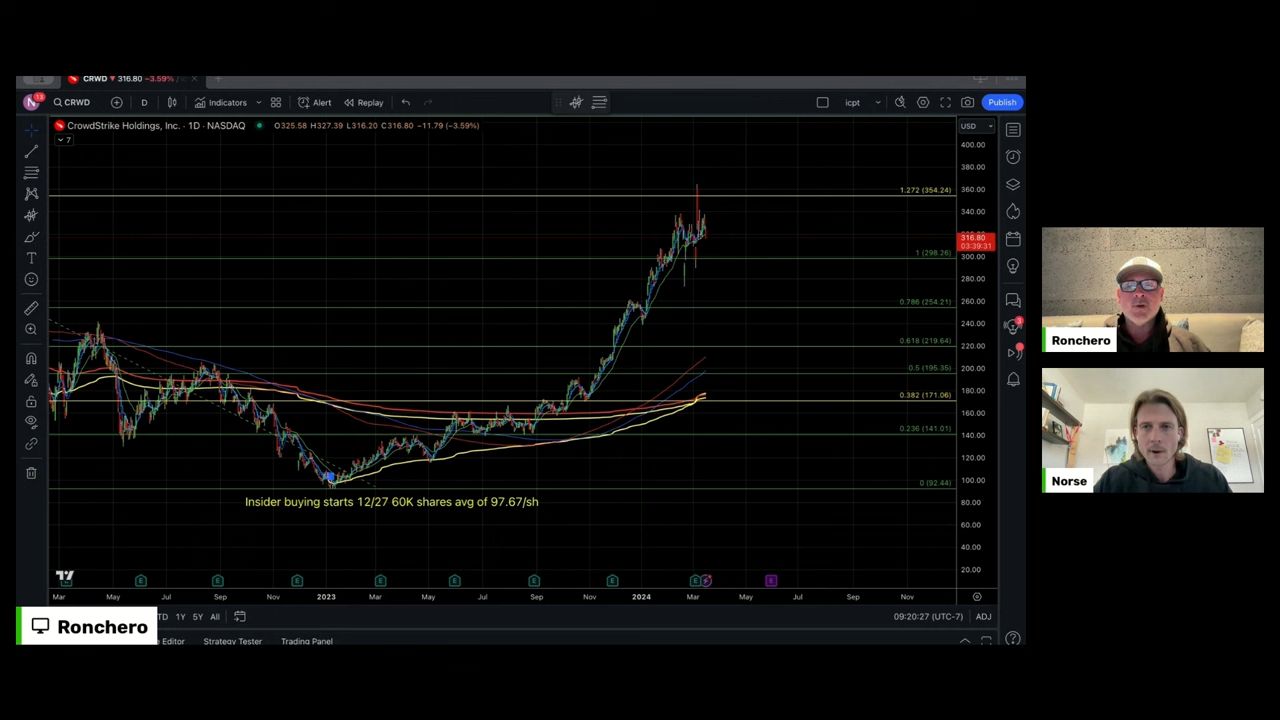 CRWD 316.80 −3.59%
N 13 CRWD D Indicators Alert Replay icpt Publish
CrowdStrike Holdings, Inc. · 1D · NASDAQ O325.58 H327.39 L316.20 C316.80 −11.79 (−3.59%) USD
7
400.00
380.00
360.00
1.272 (354.24)
340.00
316.80
03:39:31
300.00
1 (298.26)
280.00
260.00
0.786 (254.21)
240.00
220.00
0.618 (219.64)
200.00
0.5 (195.35)
180.00
0.382 (171.06)
160.00
140.00
0.236 (141.01)
120.00
100.00
0 (92.44)
80.00
Insider buying starts 12/27 60K shares avg of 97.67/sh
60.00
40.00
20.00
E E E E E E E E E
Mar May Jul Sep Nov 2023 Mar May Jul Sep Nov 2024 Mar May Jul Sep Nov
TD 1Y 5Y All 09:20:27 (UTC-7) ADJ
Ronchero
Editor Strategy Tester Trading Panel
3
Ronchero
Norse